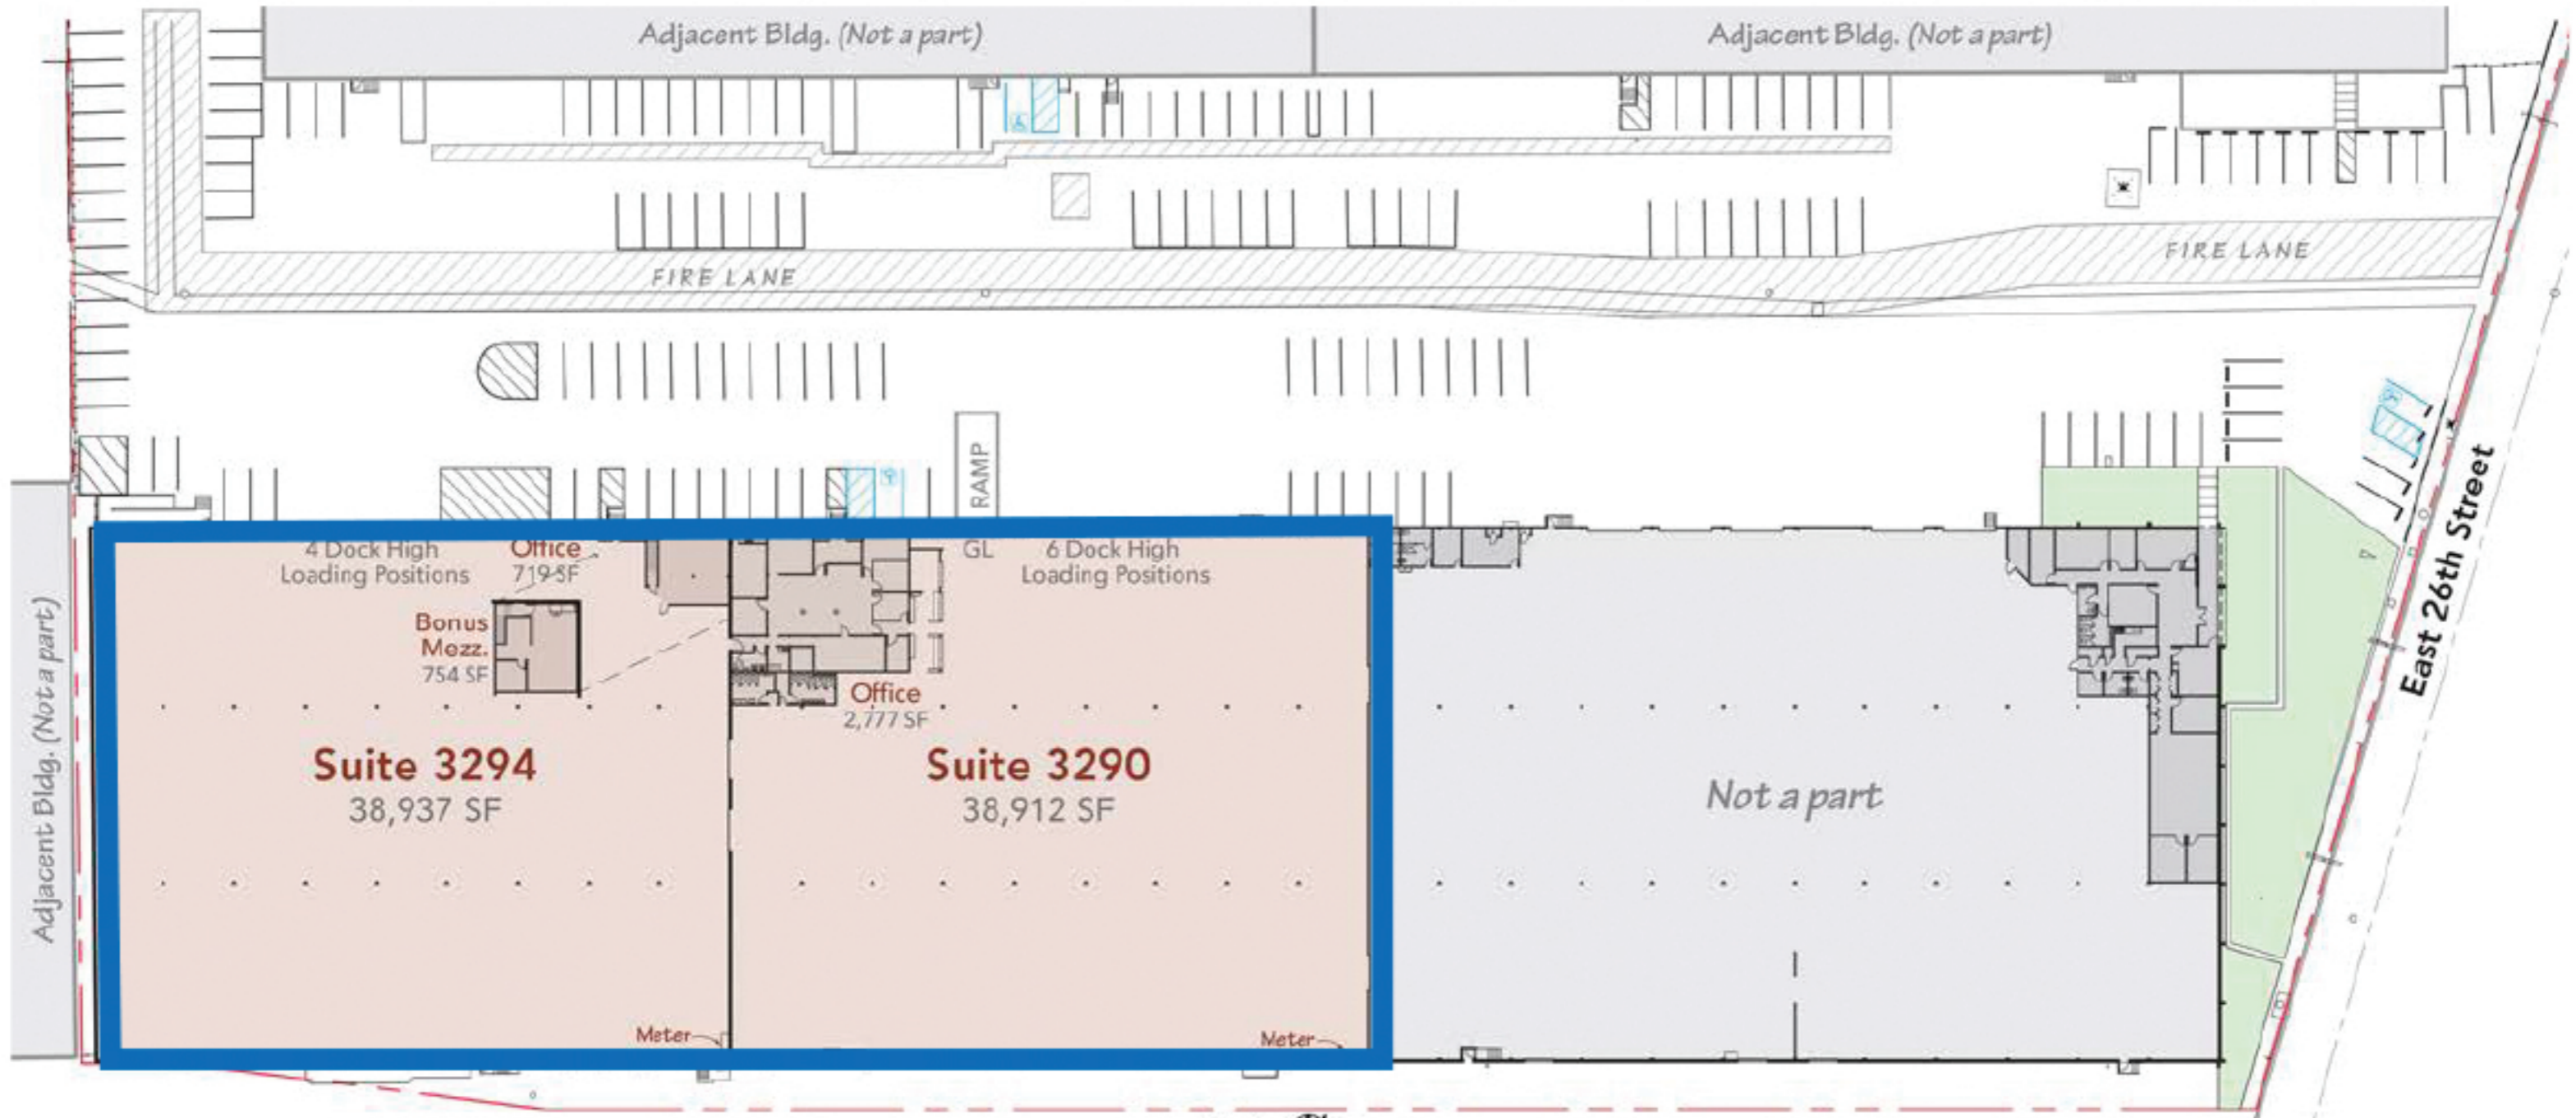 Adjacent Bldg. (Not a part)
Adjacent Bldg. (Not a part)
FIRE LANE
FIRE LANE
RAMP
4 Dock High
Loading Positions
Office
719 SF
GL
6 Dock High
Loading Positions
Bonus
Mezz.
754 SF
Office
2,777 SF
Adjacent Bldg. (Not a part)
Suite 3294
38,937 SF
Suite 3290
38,912 SF
Not a part
East 26th Street
Meter
Meter